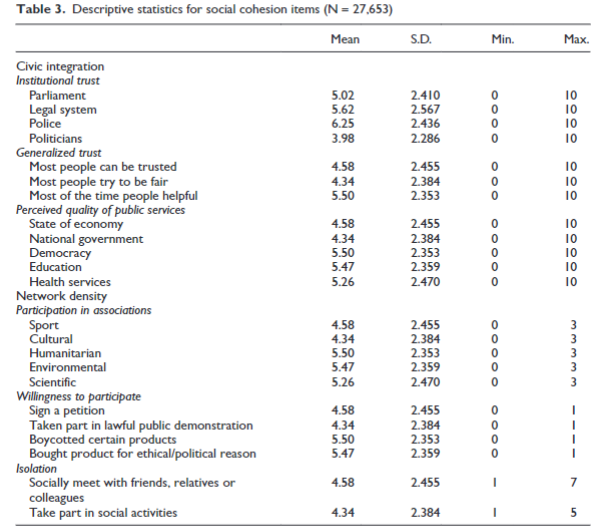 Table 3. Descriptive statistics for social cohesion items (N = 27,653)
Mean S.D. Min. Max.
Civic integration
Institutional trust
Parliament 5.02 2.410 0 10
Legal system 5.62 2.567 0 10
Police 6.25 2.436 0 10
Politicians 3.98 2.286 0 10
Generalized trust
Most people can be trusted 4.58 2.455 0 10
Most people try to be fair 4.34 2.384 0 10
Most of the time people helpful 5.50 2.353 0 10
Perceived quality of public services
State of economy 4.58 2.455 0 10
National government 4.34 2.384 0 10
Democracy 5.50 2.353 0 10
Education 5.47 2.359 0 10
Health services 5.26 2.470 0 10
Network density
Participation in associations
Sport 4.58 2.455 0 3
Cultural 4.34 2.384 0 3
Humanitarian 5.50 2.353 0 3
Environmental 5.47 2.359 0 3
Scientific 5.26 2.470 0 3
Willingness to participate
Sign a petition 4.58 2.455 0 1
Taken part in lawful public demonstration 4.34 2.384 0 1
Boycotted certain products 5.50 2.353 0 1
Bought product for ethical/political reason 5.47 2.359 0 1
Isolation
Socially meet with friends, relatives or 4.58 2.455 1 7
colleagues
Take part in social activities 4.34 2.384 1 5